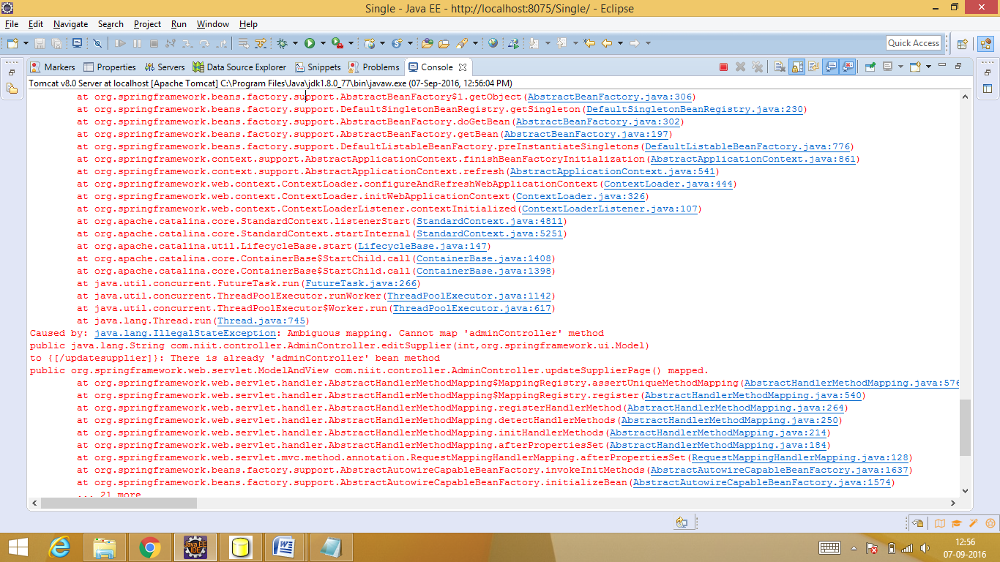 Single - Java EE - http://localhost:8075/Single/ - Eclipse
File Edit Navigate Search Project Run Window Help
Quick Access
Markers Properties Servers Data Source Explorer Snippets Problems Console
Tomcat v8.0 Server at localhost [Apache Tomcat] C:\Program Files\Java\jdk1.8.0_77\bin\javaw.exe (07-Sep-2016, 12:56:04 PM)
at org.springframework.beans.factory.support.AbstractBeanFactory$1.getObject(AbstractBeanFactory.java:306)
at org.springframework.beans.factory.support.DefaultSingletonBeanRegistry.getSingleton(DefaultSingletonBeanRegistry.java:230)
at org.springframework.beans.factory.support.AbstractBeanFactory.doGetBean(AbstractBeanFactory.java:302)
at org.springframework.beans.factory.support.AbstractBeanFactory.getBean(AbstractBeanFactory.java:197)
at org.springframework.beans.factory.support.DefaultListableBeanFactory.preInstantiateSingletons(DefaultListableBeanFactory.java:776)
at org.springframework.context.support.AbstractApplicationContext.finishBeanFactoryInitialization(AbstractApplicationContext.java:861)
at org.springframework.context.support.AbstractApplicationContext.refresh(AbstractApplicationContext.java:541)
at org.springframework.web.context.ContextLoader.configureAndRefreshWebApplicationContext(ContextLoader.java:444)
at org.springframework.web.context.ContextLoader.initWebApplicationContext(ContextLoader.java:326)
at org.springframework.web.context.ContextLoaderListener.contextInitialized(ContextLoaderListener.java:107)
at org.apache.catalina.core.StandardContext.listenerStart(StandardContext.java:4811)
at org.apache.catalina.core.StandardContext.startInternal(StandardContext.java:5251)
at org.apache.catalina.util.LifecycleBase.start(LifecycleBase.java:147)
at org.apache.catalina.core.ContainerBase$StartChild.call(ContainerBase.java:1408)
at org.apache.catalina.core.ContainerBase$StartChild.call(ContainerBase.java:1398)
at java.util.concurrent.FutureTask.run(FutureTask.java:266)
at java.util.concurrent.ThreadPoolExecutor.runWorker(ThreadPoolExecutor.java:1142)
at java.util.concurrent.ThreadPoolExecutor$Worker.run(ThreadPoolExecutor.java:617)
at java.lang.Thread.run(Thread.java:745)
Caused by: java.lang.IllegalStateException: Ambiguous mapping. Cannot map 'adminController' method
public java.lang.String com.niit.controller.AdminController.editSupplier(int,org.springframework.ui.Model)
to {[/updatesupplier]}: There is already 'adminController' bean method
public org.springframework.web.servlet.ModelAndView com.niit.controller.AdminController.updateSupplierPage() mapped.
at org.springframework.web.servlet.handler.AbstractHandlerMethodMapping$MappingRegistry.assertUniqueMethodMapping(AbstractHandlerMethodMapping.java:576
at org.springframework.web.servlet.handler.AbstractHandlerMethodMapping$MappingRegistry.register(AbstractHandlerMethodMapping.java:540)
at org.springframework.web.servlet.handler.AbstractHandlerMethodMapping.registerHandlerMethod(AbstractHandlerMethodMapping.java:264)
at org.springframework.web.servlet.handler.AbstractHandlerMethodMapping.detectHandlerMethods(AbstractHandlerMethodMapping.java:250)
at org.springframework.web.servlet.handler.AbstractHandlerMethodMapping.initHandlerMethods(AbstractHandlerMethodMapping.java:214)
at org.springframework.web.servlet.handler.AbstractHandlerMethodMapping.afterPropertiesSet(AbstractHandlerMethodMapping.java:184)
at org.springframework.web.servlet.mvc.method.annotation.RequestMappingHandlerMapping.afterPropertiesSet(RequestMappingHandlerMapping.java:128)
at org.springframework.beans.factory.support.AbstractAutowireCapableBeanFactory.invokeInitMethods(AbstractAutowireCapableBeanFactory.java:1637)
at org.springframework.beans.factory.support.AbstractAutowireCapableBeanFactory.initializeBean(AbstractAutowireCapableBeanFactory.java:1574)
... 21 more
Java EE
IDE
12:56
07-09-2016